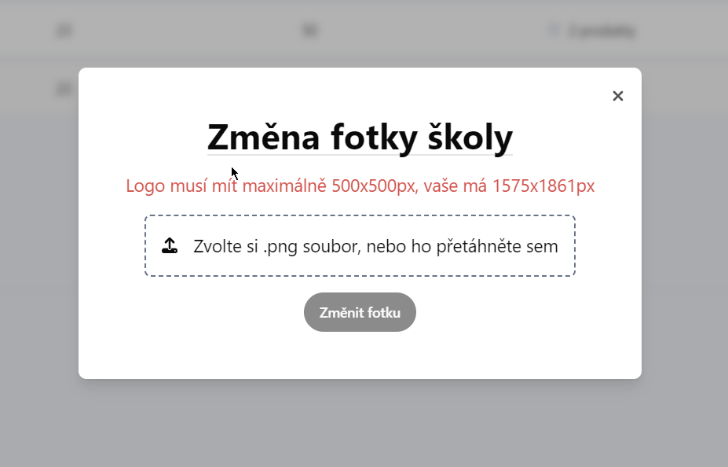 Změna fotky školy
Logo musí mít maximálně 500x500px, vaše má 1575x1861px
Zvolte si .png soubor, nebo ho přetáhněte sem
Změnit fotku